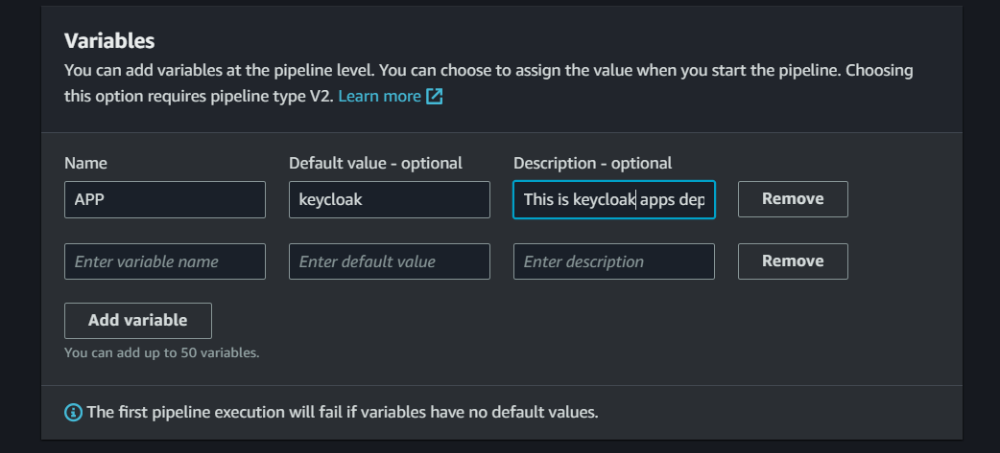 Variables
You can add variables at the pipeline level. You can choose to assign the value when you start the pipeline. Choosing
this option requires pipeline type V2. Learn more
Name Default value - optional Description - optional
APP keycloak This is keycloak apps dep Remove
Enter variable name Enter default value Enter description Remove
Add variable
You can add up to 50 variables.
The first pipeline execution will fail if variables have no default values.